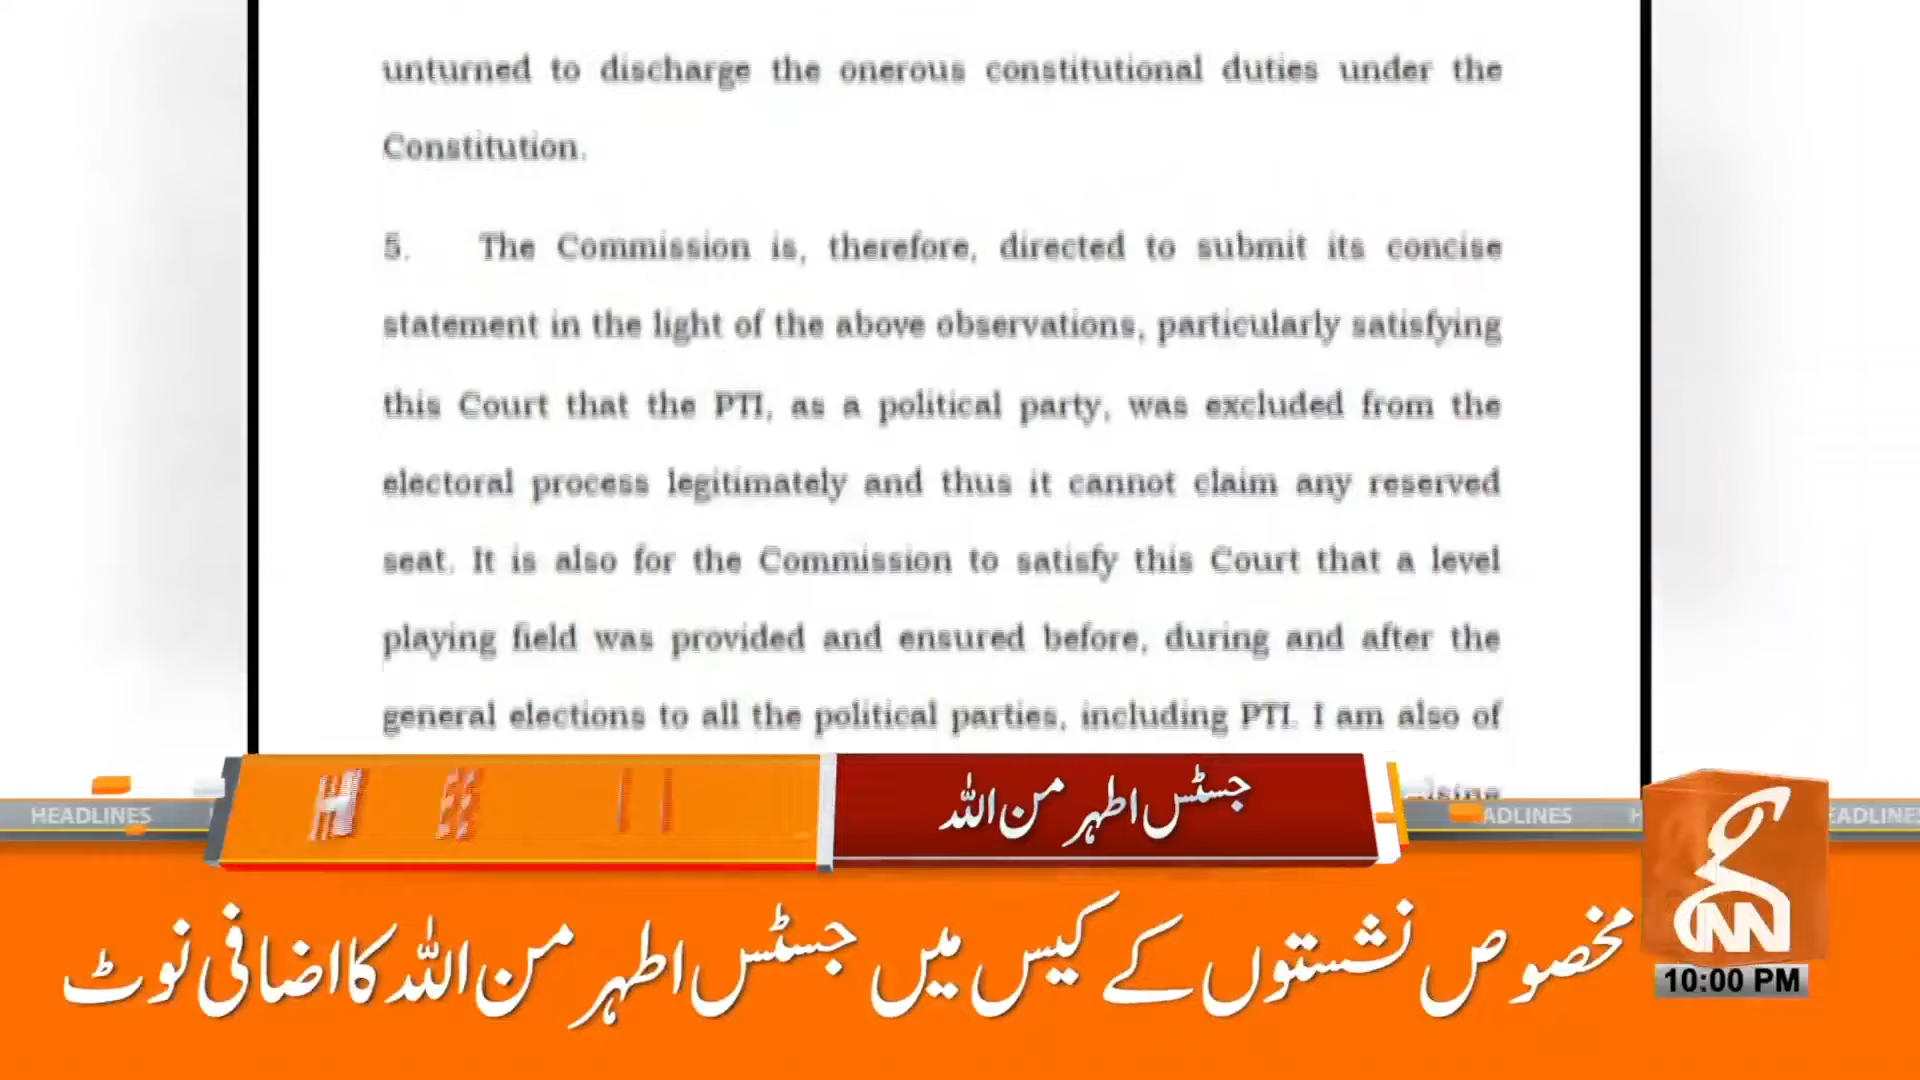 unturned to discharge the onerous constitutional duties under the
Constitution.
5. The Commission is, therefore, directed to submit its concise
statement in the light of the above observations, particularly satisfying
this Court that the PTI, as a political party, was excluded from the
electoral process legitimately and thus it cannot claim any reserved
seat. It is also for the Commission to satisfy this Court that a level
playing field was provided and ensured before, during and after the
general elections to all the political parties, including PTI. I am also of
HEADLINES
جسٹس اطہر من اللہ
ADLINES
EADLINES
GNN
مخصوص نشستوں کے کیس میں جسٹس اطہر من اللہ کا اضافی نوٹ
10:00 PM